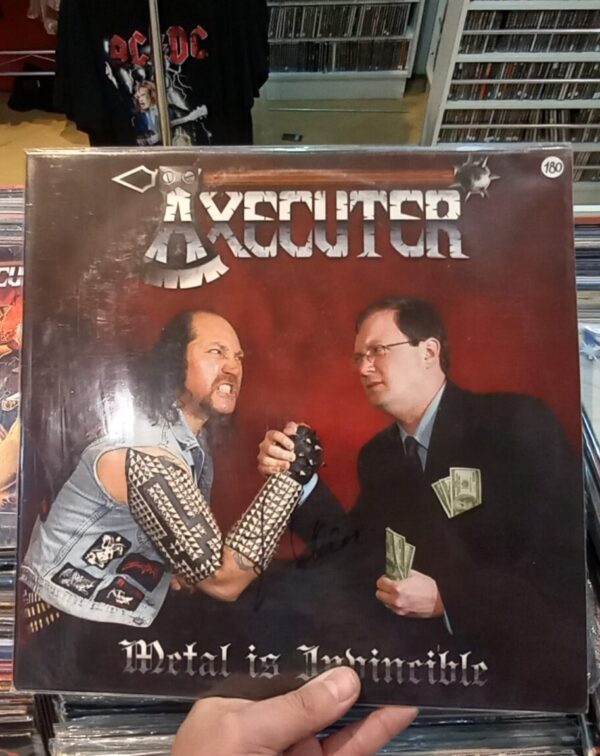 AC DC
180
AXECUTER
Metal is Invincible